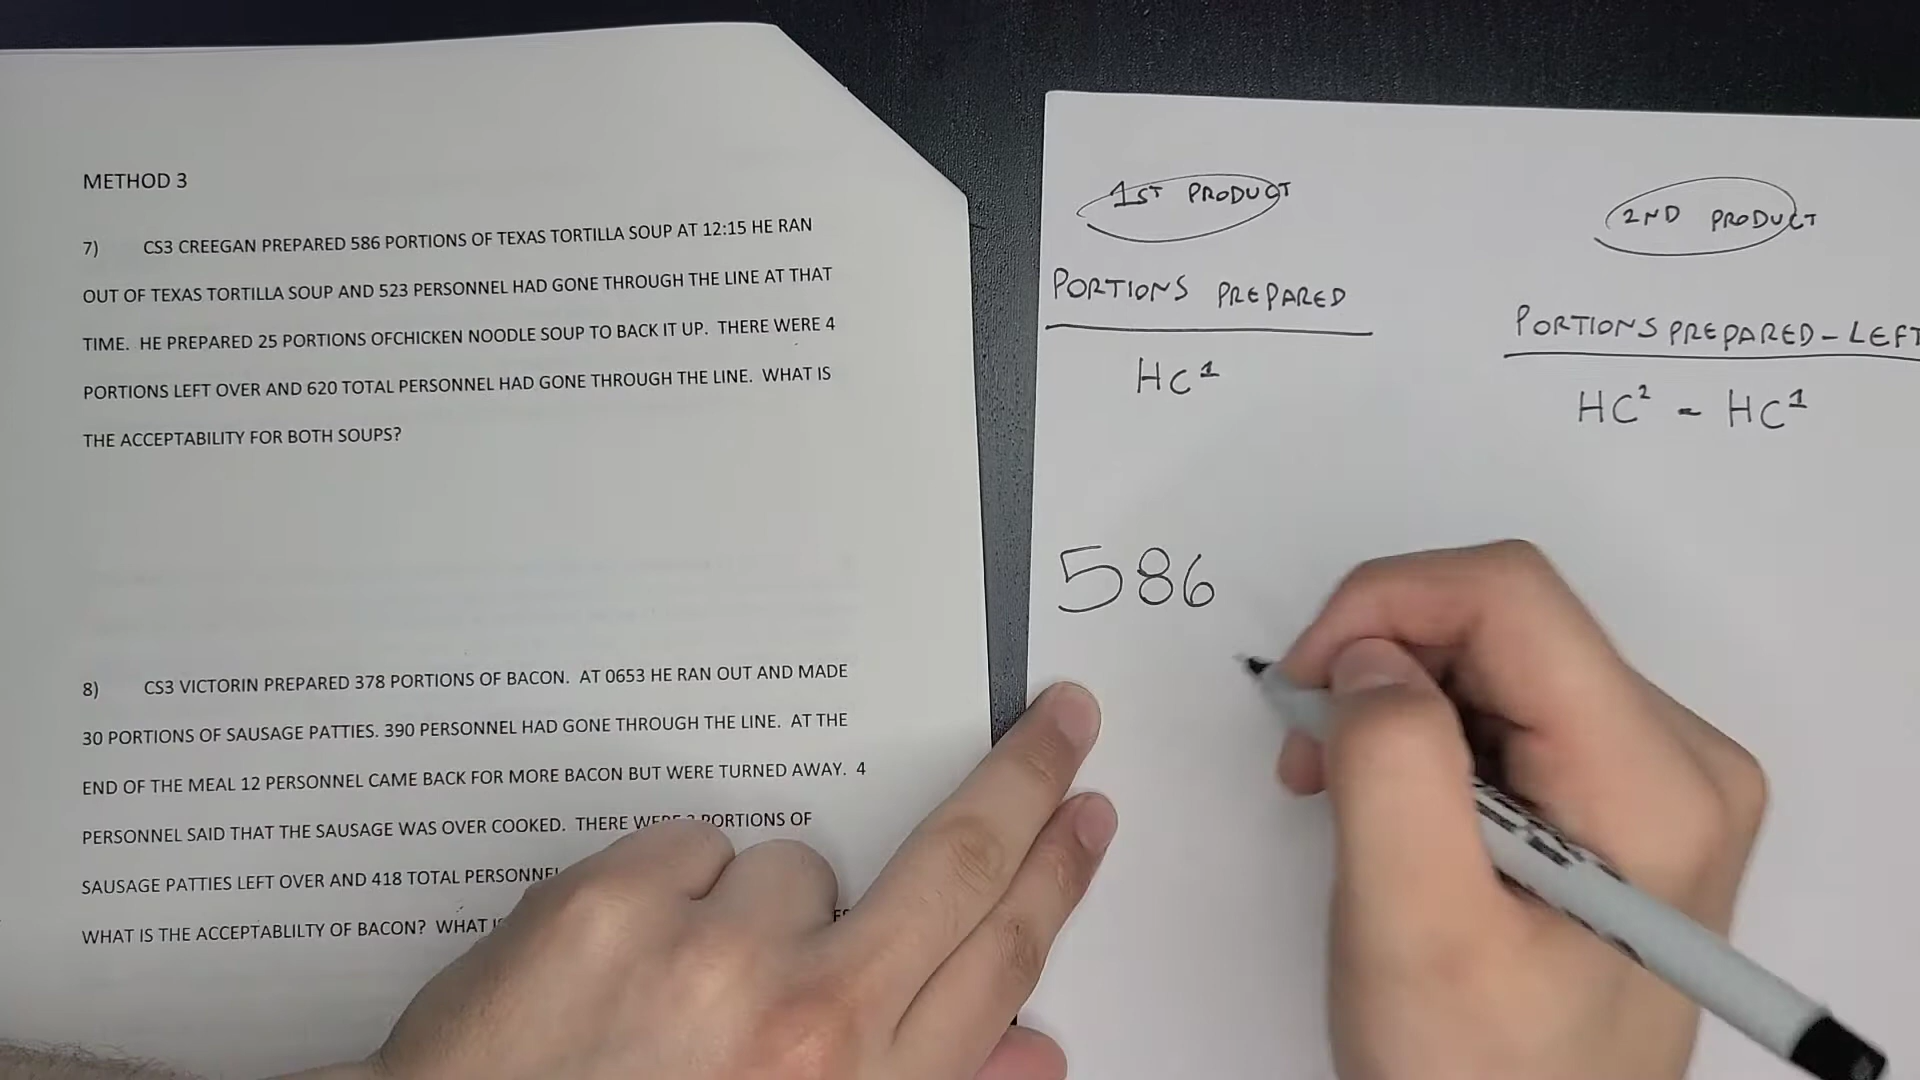 METHOD 3
7) CS3 CREEGAN PREPARED 586 PORTIONS OF TEXAS TORTILLA SOUP AT 12:15 HE RAN
OUT OF TEXAS TORTILLA SOUP AND 523 PERSONNEL HAD GONE THROUGH THE LINE AT THAT
TIME. HE PREPARED 25 PORTIONS OFCHICKEN NOODLE SOUP TO BACK IT UP. THERE WERE 4
PORTIONS LEFT OVER AND 620 TOTAL PERSONNEL HAD GONE THROUGH THE LINE. WHAT IS
THE ACCEPTABILITY FOR BOTH SOUPS?
8) CS3 VICTORIN PREPARED 378 PORTIONS OF BACON. AT 0653 HE RAN OUT AND MADE
30 PORTIONS OF SAUSAGE PATTIES. 390 PERSONNEL HAD GONE THROUGH THE LINE. AT THE
END OF THE MEAL 12 PERSONNEL CAME BACK FOR MORE BACON BUT WERE TURNED AWAY. 4
PERSONNEL SAID THAT THE SAUSAGE WAS OVER COOKED. THERE WERE PORTIONS OF
SAUSAGE PATTIES LEFT OVER AND 418 TOTAL PERSONNEL
WHAT IS THE ACCEPTABLILTY OF BACON? WHAT
1ST PRODUCT
PORTIONS PREPARED
HC¹
586
2ND PRODUCT
PORTIONS PREPARED - LEFT
HC² - HC¹